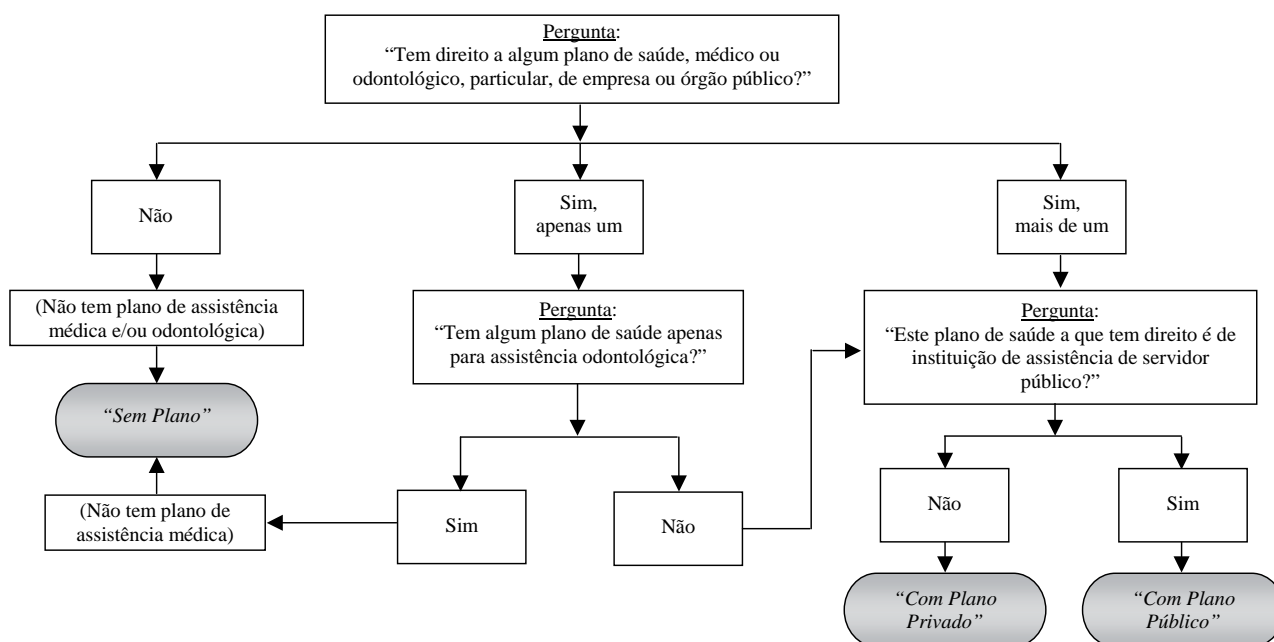 Pergunta:
“Tem direito a algum plano de saúde, médico ou
odontológico, particular, de empresa ou órgão público?”
Não
Sim,
apenas um
Sim,
mais de um
(Não tem plano de assistência
médica e/ou odontológica)
Pergunta:
“Tem algum plano de saúde apenas
para assistência odontológica?”
Pergunta:
“Este plano de saúde a que tem direito é de
instituição de assistência de servidor
público?”
“Sem Plano”
(Não tem plano de
assistência médica)
Sim
Não
Não
Sim
“Com Plano
Privado”
“Com Plano
Público”